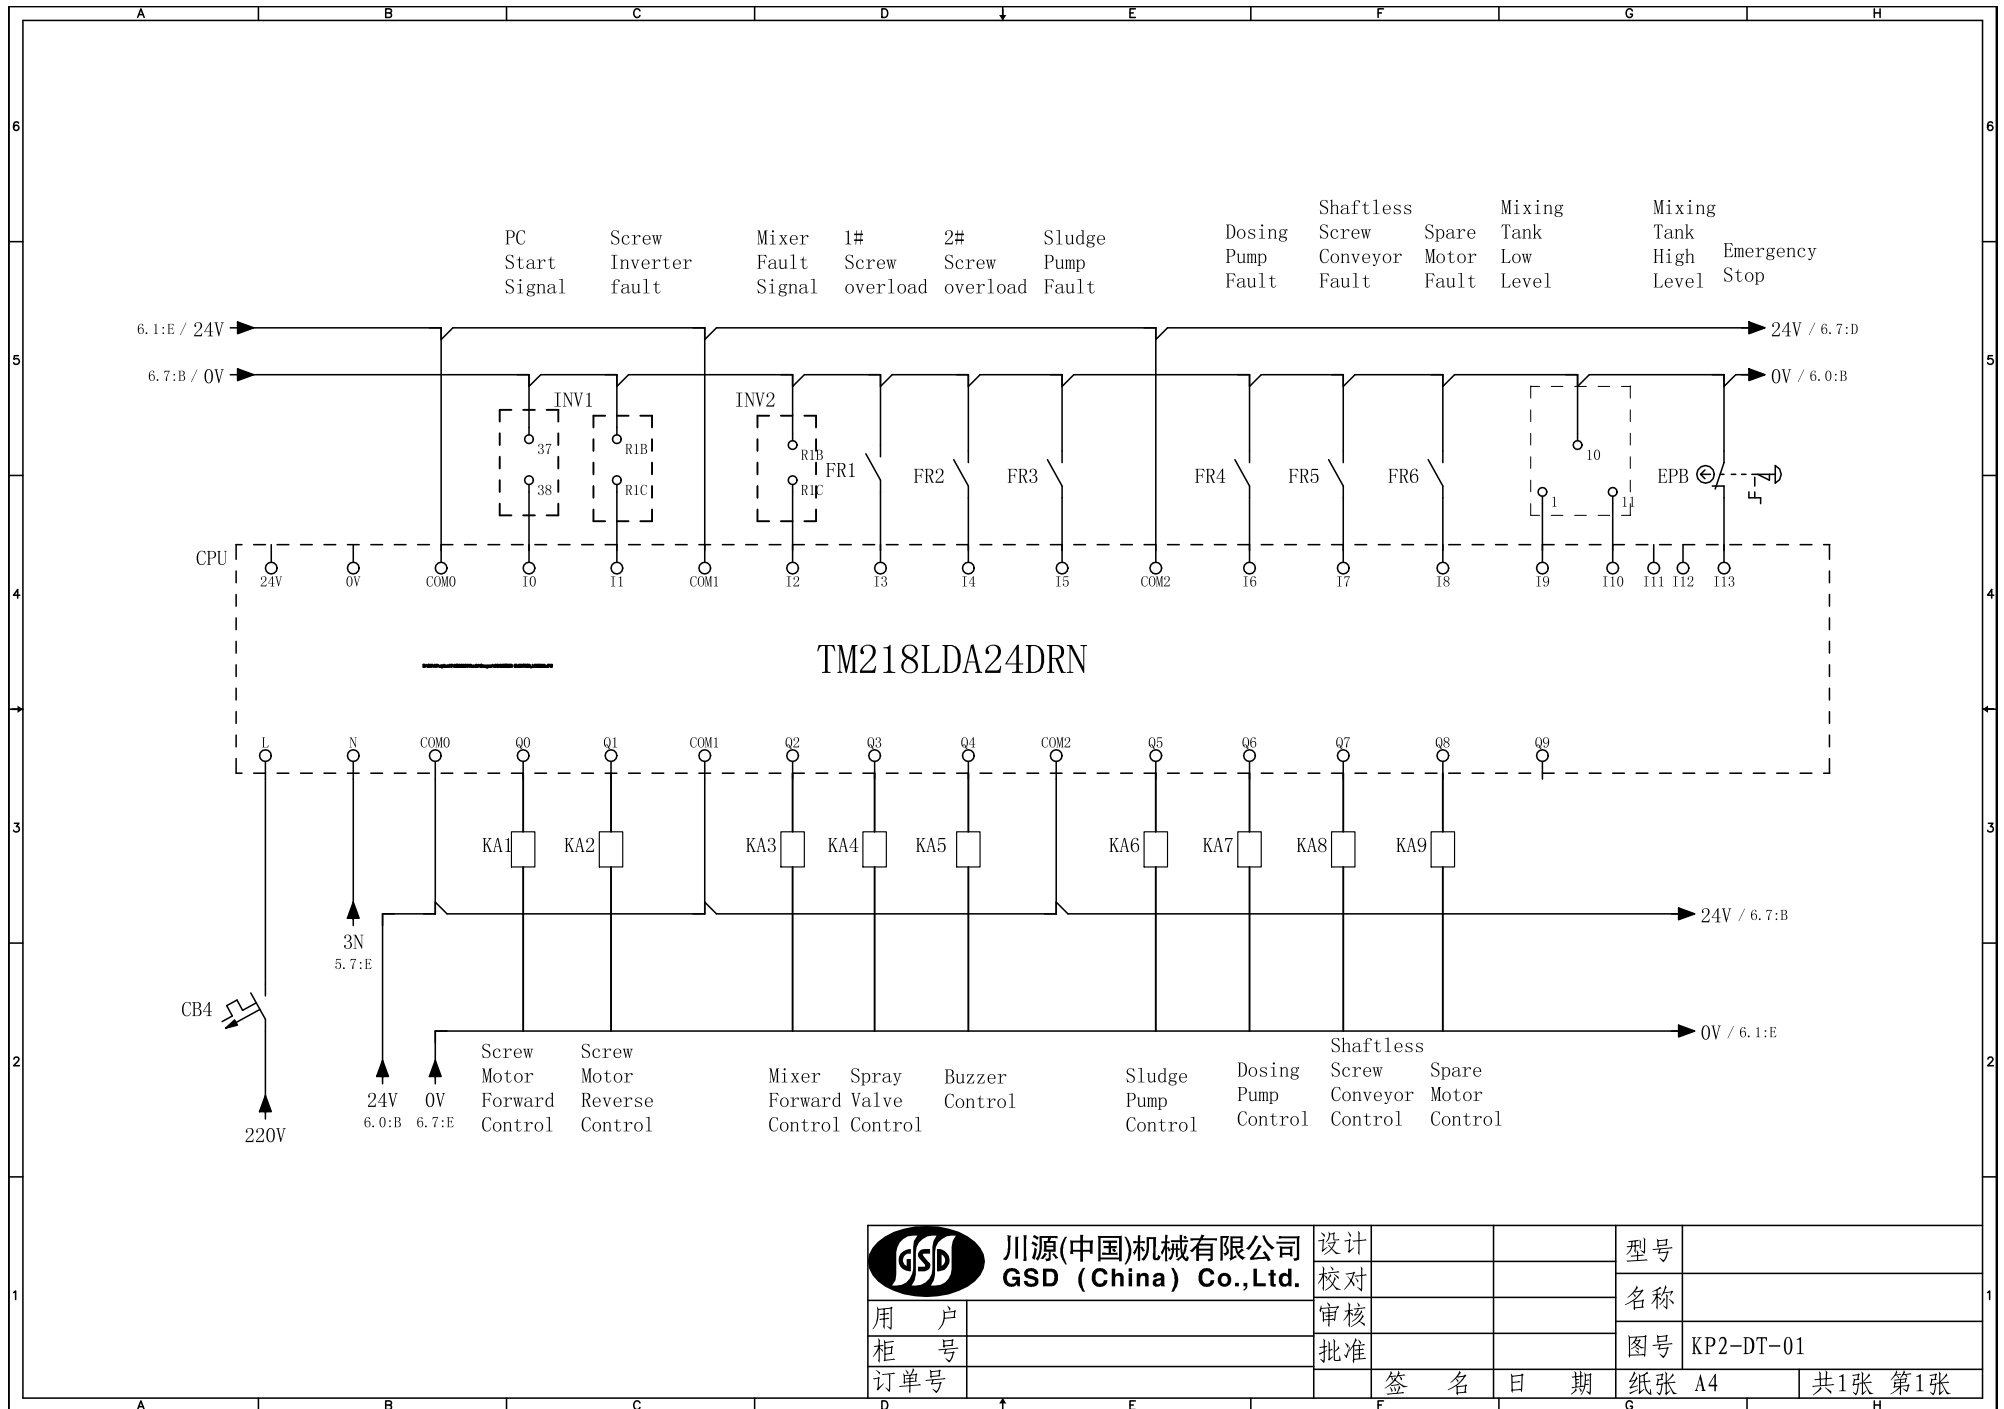 A B C D E F G H
6 6
PC
Start
Signal
Screw
Inverter
fault
Mixer
Fault
Signal
1#
Screw
overload
2#
Screw
overload
Sludge
Pump
Fault
Dosing
Pump
Fault
Shaftless
Screw
Conveyor
Fault
Spare
Motor
Fault
Mixing
Tank
Low
Level
Mixing
Tank
High
Level
Emergency
Stop
6.1:E / 24V
24V / 6.7:D
5 5
6.7:B / 0V
0V / 6.0:B
INV1 INV2
37 R1B R1B 10
38 R1C R1C 1 11
FR1 FR2 FR3 FR4 FR5 FR6 EPB
CPU
24V 0V COM0 I0 I1 COM1 I2 I3 I4 I5 COM2 I6 I7 I8 I9 I10 I11 I12 I13
4 4
TM218LDA24DRN
L N COM0 Q0 Q1 COM1 Q2 Q3 Q4 COM2 Q5 Q6 Q7 Q8 Q9
3 3
KA1 KA2 KA3 KA4 KA5 KA6 KA7 KA8 KA9
24V / 6.7:B
3N
5.7:E
CB4
0V / 6.1:E
2 2
220V
24V
6.0:B
0V
6.7:E
Screw
Motor
Forward
Control
Screw
Motor
Reverse
Control
Mixer
Forward
Control
Spray
Valve
Control
Buzzer
Control
Sludge
Pump
Control
Dosing
Pump
Control
Shaftless
Screw
Conveyor
Control
Spare
Motor
Control
1 1
GSD
川源(中国)机械有限公司
GSD (China) Co.,Ltd.
用 户
柜 号
订单号
设计
校对
审核
批准
签 名 日 期
型号
名称
图号 KP2-DT-01
纸张 A4 共1张 第1张
A B C D E F G H